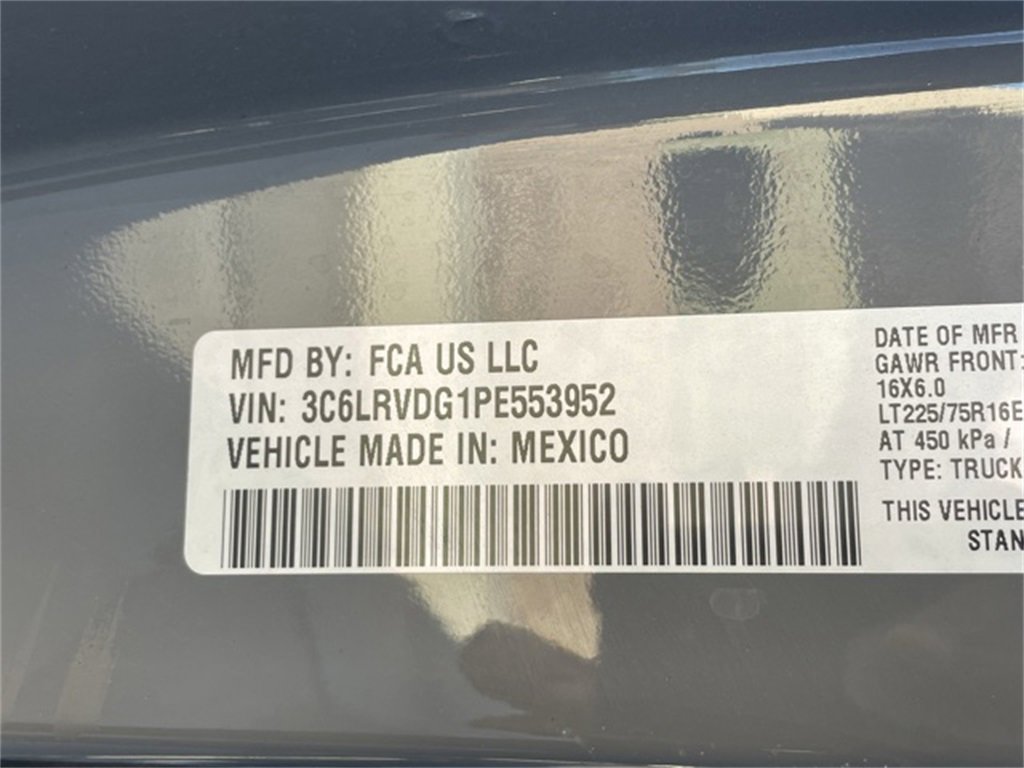 MFD BY: FCA US LLC
VIN: 3C6LRVDG1PE553952
VEHICLE MADE IN: MEXICO
DATE OF MFR
GAWR FRONT:
16X6.0
LT225/75R16E
AT 450 kPa /
TYPE: TRUCK
THIS VEHICLE
STAN